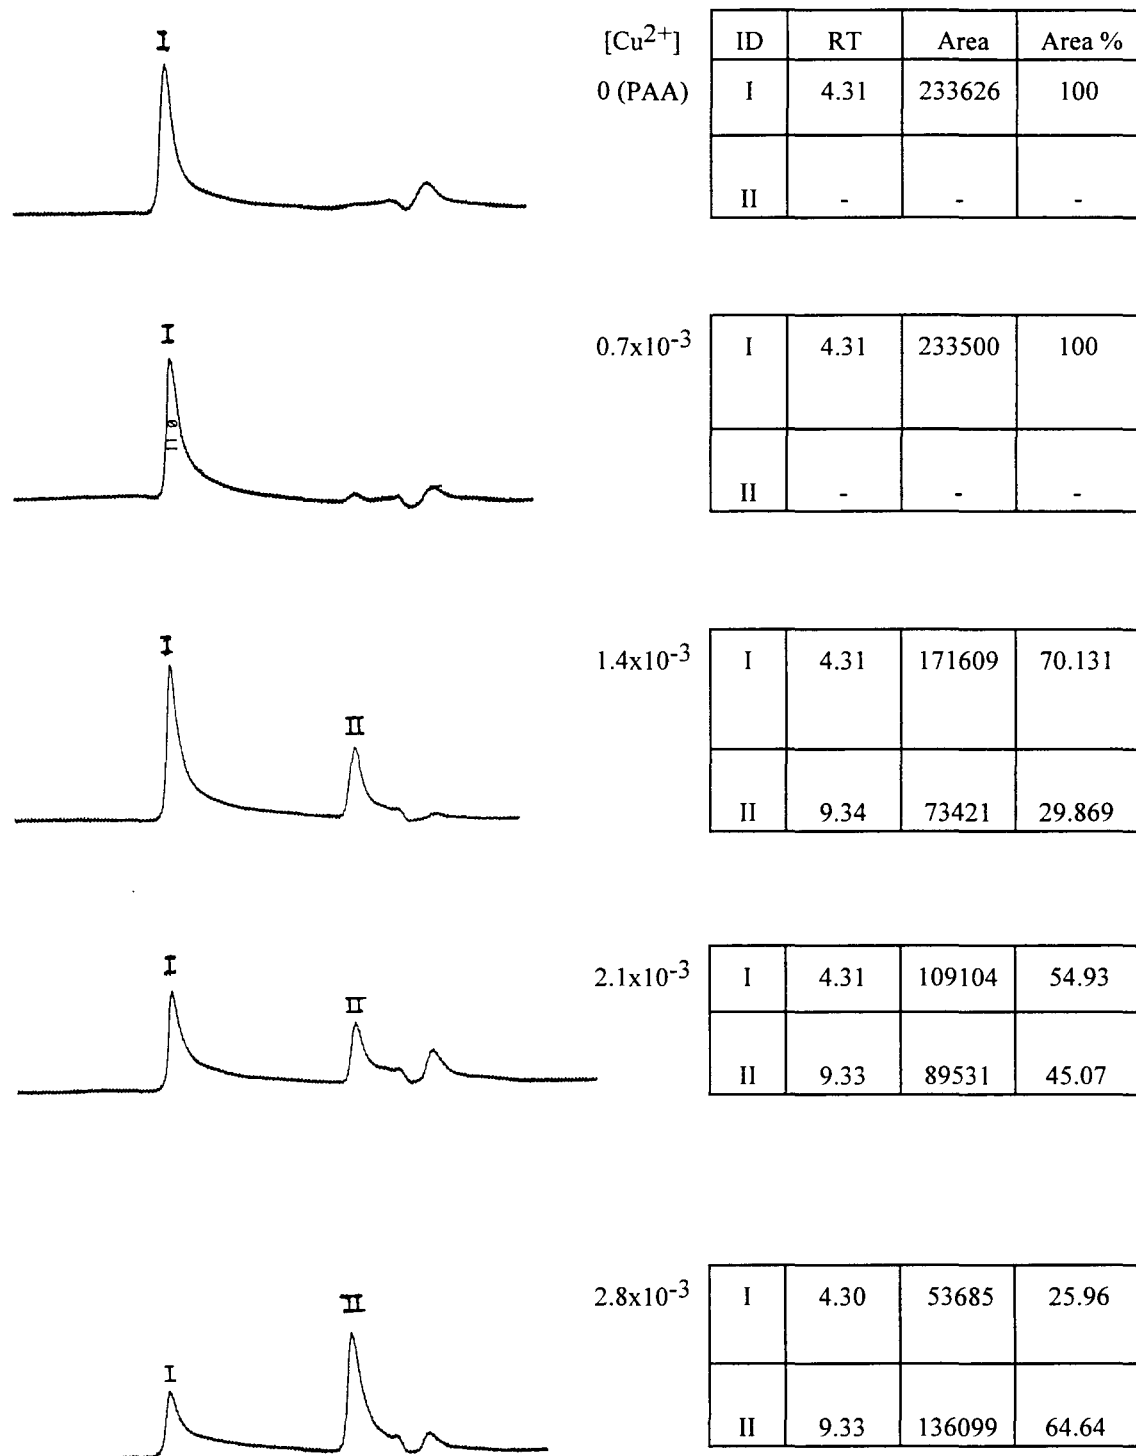 I
[Cu2+] ID RT Area Area %
0 (PAA) I 4.31 233626 100
II - - -
I
0.7x10-3 I 4.31 233500 100
II - - -
I
1.4x10-3 I 4.31 171609 70.131
II
II 9.34 73421 29.869
I
2.1x10-3 I 4.31 109104 54.93
II
II 9.33 89531 45.07
2.8x10-3 I 4.30 53685 25.96
II
I
II 9.33 136099 64.64